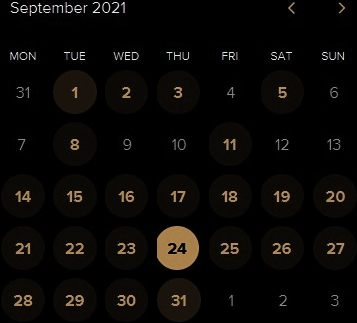 September 2021
MON TUE WED THU FRI SAT SUN
31 1 2 3 4 5 6
7 8 9 10 11 12 13
14 15 16 17 18 19 20
21 22 23 24 25 26 27
28 29 30 31 1 2 3